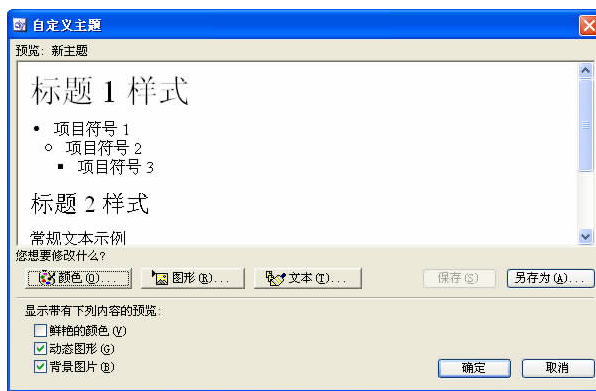 自定义主题
预览: 新主题
标题 1 样式
• 项目符号 1
○ 项目符号 2
▪ 项目符号 3
标题 2 样式
常规文本示例
您想要修改什么?
颜色(O)... 图形(R)... 文本(T)... 保存(S) 另存为(A)...
显示带有下列内容的预览:
鲜艳的颜色(V)
动态图形(G)
背景图片(B)
确定 取消